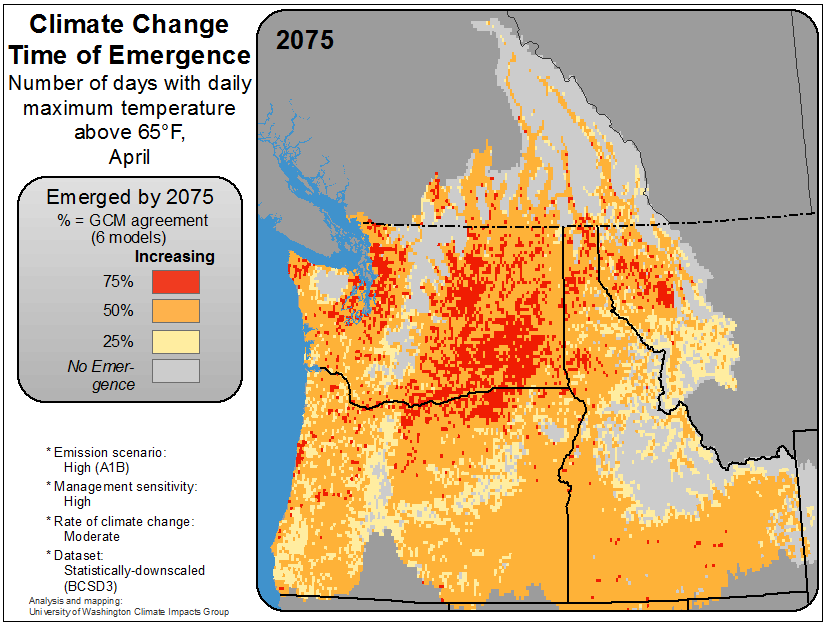 Climate Change
Time of Emergence
Number of days with daily
maximum temperature
above 65°F,
April
2075
Emerged by 2075
% = GCM agreement
(6 models)
Increasing
75%
50%
25%
No Emer-
gence
* Emission scenario:
High (A1B)
* Management sensitivity:
High
* Rate of climate change:
Moderate
* Dataset:
Statistically-downscaled
(BCSD3)
Analysis and mapping:
University of Washington Climate Impacts Group